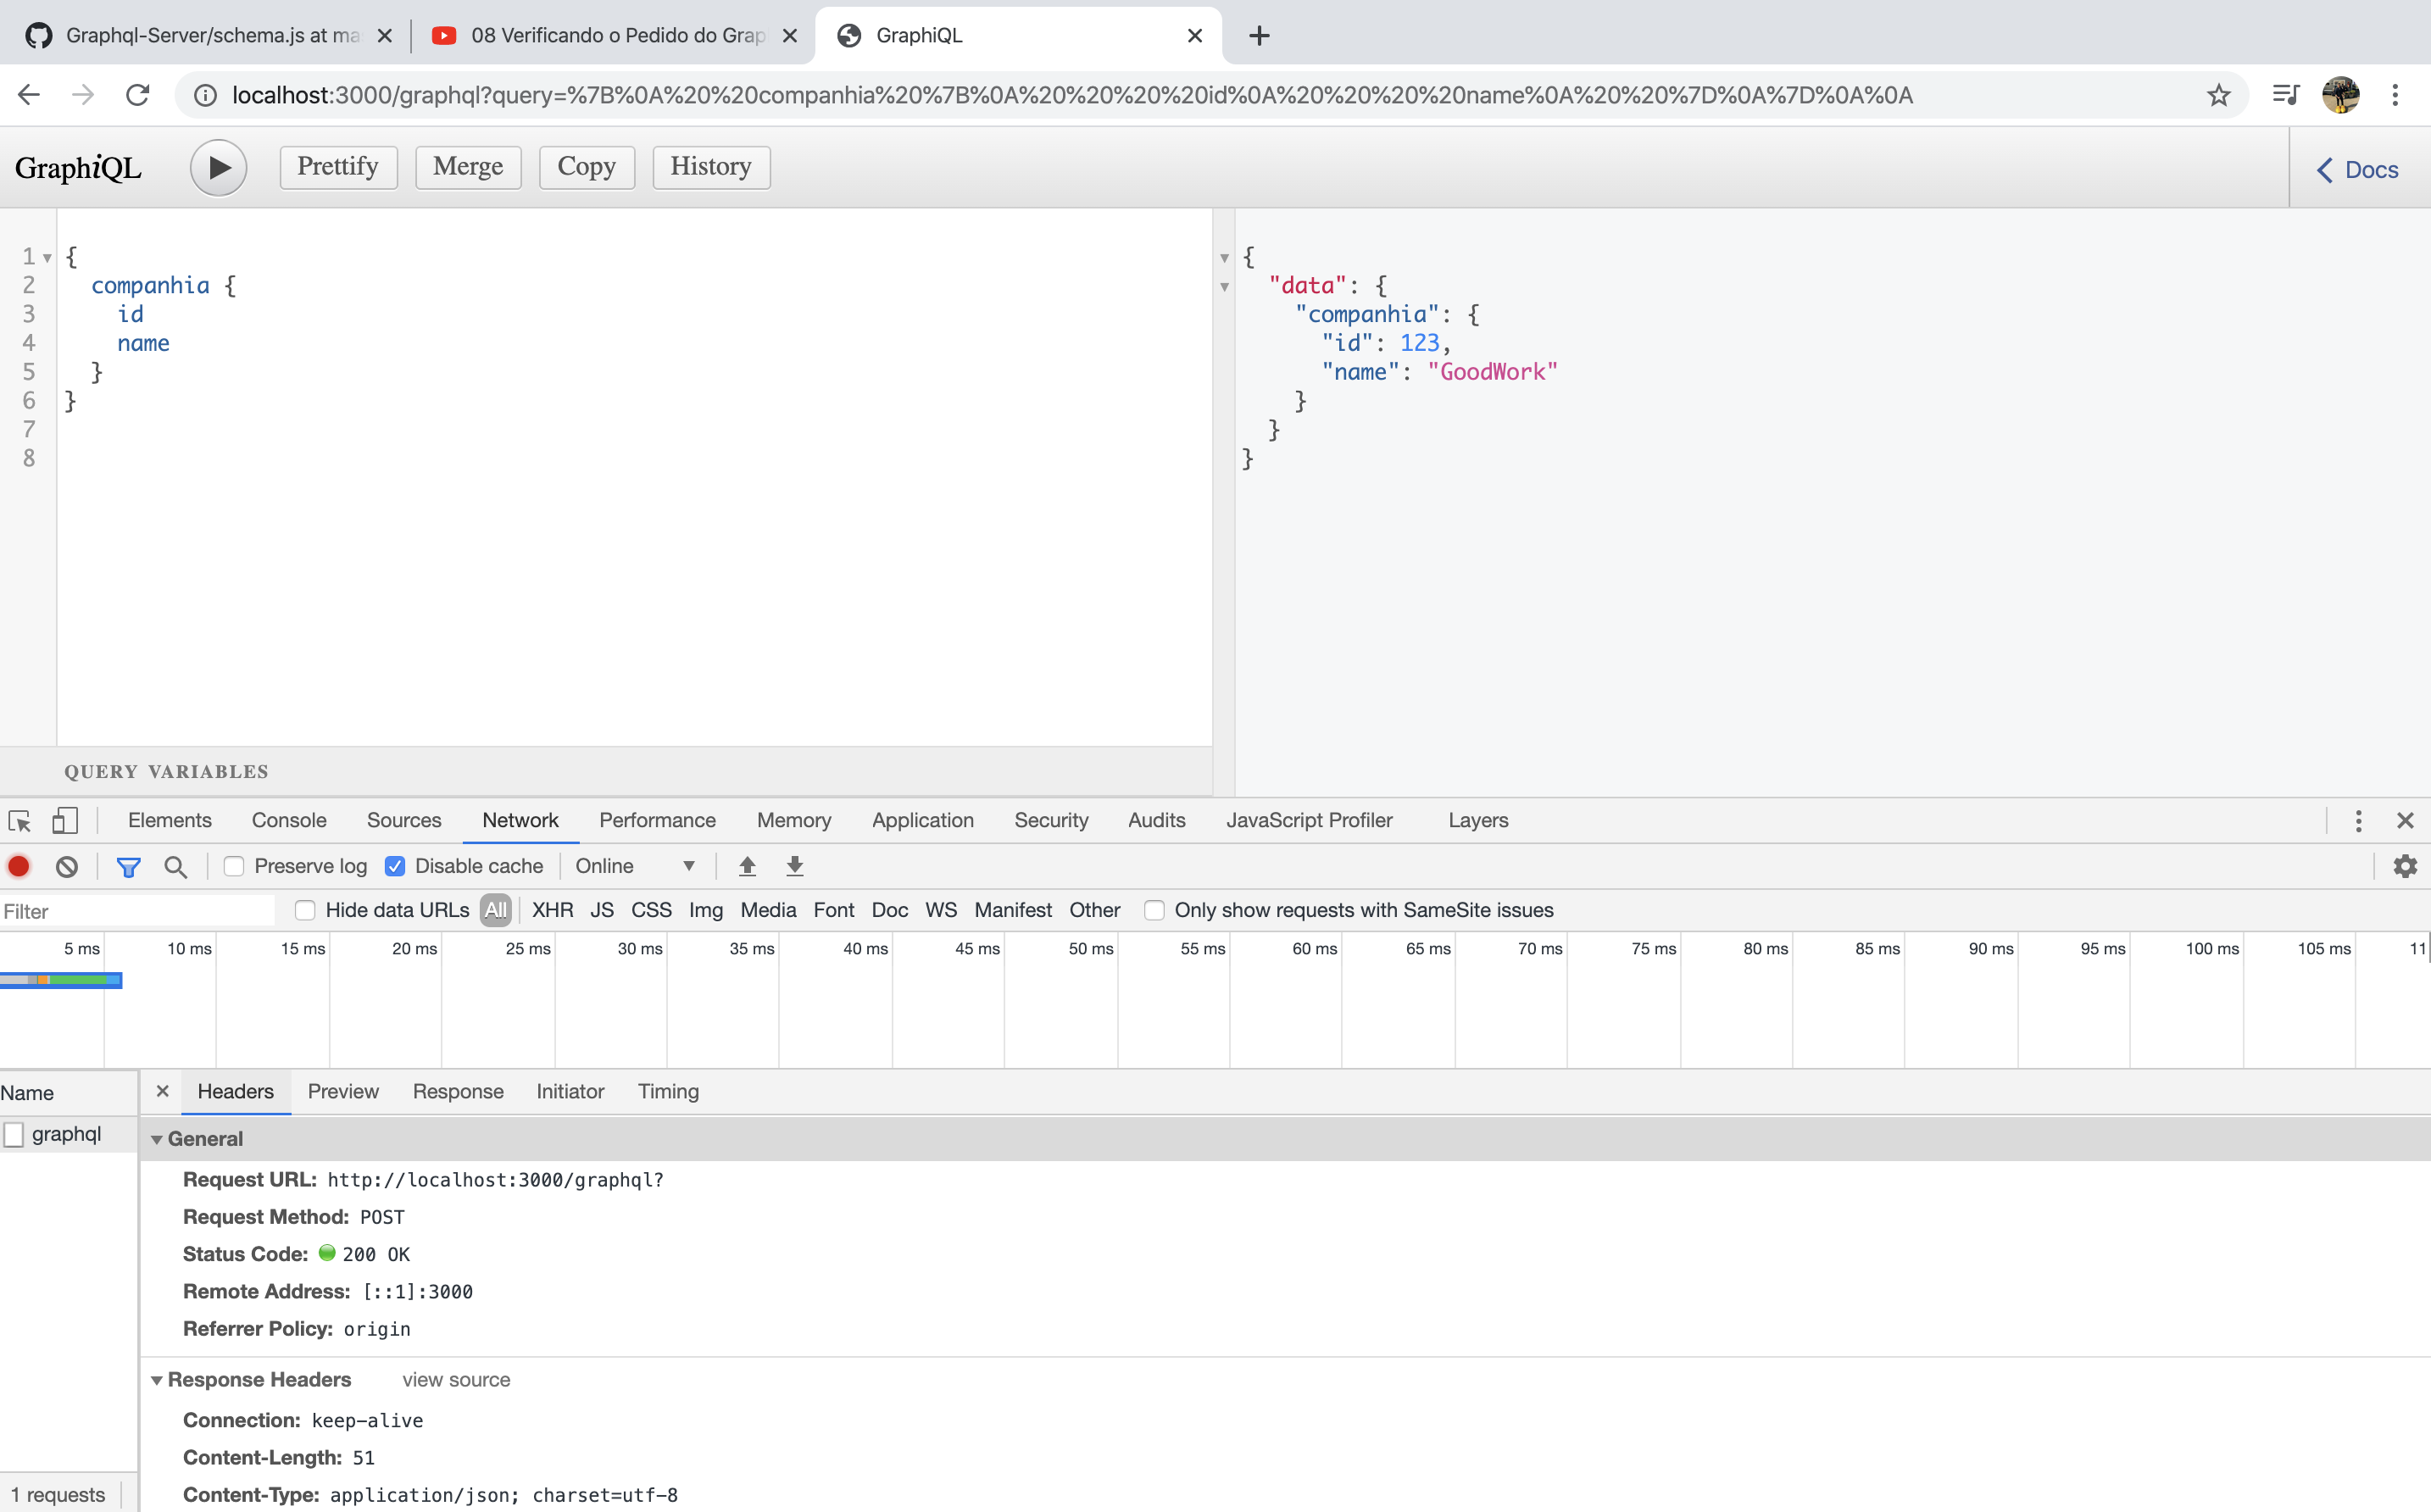 Graphql-Server/schema.js at ma
08 Verificando o Pedido do Grap
GraphiQL
localhost:3000/graphql?query=%7B%0A%20%20companhia%20%7B%0A%20%20%20%20id%0A%20%20%20%20name%0A%20%20%7D%0A%7D%0A%0A
GraphiQL Prettify Merge Copy History Docs
1 {
2 companhia {
3 id
4 name
5 }
6 }
7
8
{
"data": {
"companhia": {
"id": 123,
"name": "GoodWork"
}
}
}
QUERY VARIABLES
Elements Console Sources Network Performance Memory Application Security Audits JavaScript Profiler Layers
Preserve log Disable cache Online
Filter Hide data URLs All XHR JS CSS Img Media Font Doc WS Manifest Other Only show requests with SameSite issues
5 ms 10 ms 15 ms 20 ms 25 ms 30 ms 35 ms 40 ms 45 ms 50 ms 55 ms 60 ms 65 ms 70 ms 75 ms 80 ms 85 ms 90 ms 95 ms 100 ms 105 ms 11
Name
graphql
1 requests
Headers Preview Response Initiator Timing
General
Request URL: http://localhost:3000/graphql?
Request Method: POST
Status Code: 200 OK
Remote Address: [::1]:3000
Referrer Policy: origin
Response Headers view source
Connection: keep-alive
Content-Length: 51
Content-Type: application/json; charset=utf-8